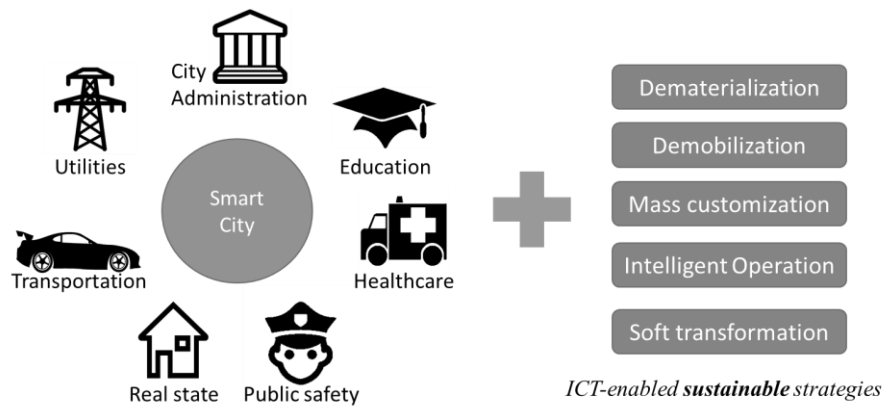 City
Administration
Utilities
Education
Smart
City
Transportation
Healthcare
Real state
Public safety
Dematerialization
Demobilization
Mass customization
Intelligent Operation
Soft transformation
ICT-enabled sustainable strategies